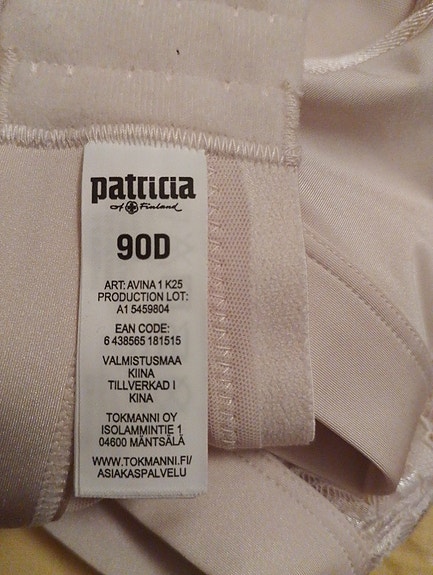 patricia
of Finland
90D
ART: AVINA 1 K25
PRODUCTION LOT:
A1 5459804
EAN CODE:
6 438565 181515
VALMISTUSMAA
KIINA
TILLVERKAD I
KINA
TOKMANNI OY
ISOLAMMINTIE 1
04600 MÄNTSÄLÄ
WWW.TOKMANNI.FI/
ASIAKASPALVELU